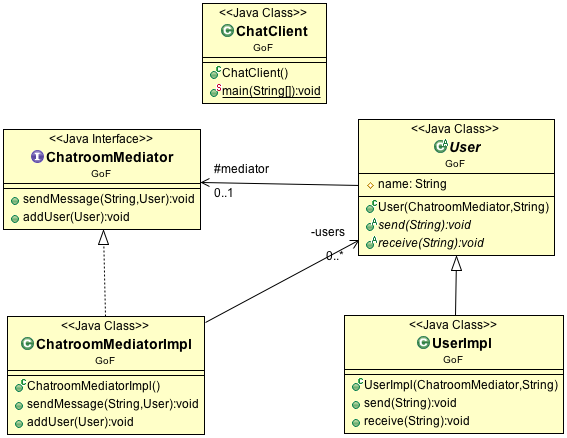 <<Java Class>>
ChatClient
GoF
ChatClient()
main(String[]):void
<<Java Interface>>
ChatroomMediator
GoF
sendMessage(String,User):void
addUser(User):void
#mediator
0..1
<<Java Class>>
User
GoF
name: String
User(ChatroomMediator,String)
send(String):void
receive(String):void
-users
0..*
<<Java Class>>
ChatroomMediatorImpl
GoF
ChatroomMediatorImpl()
sendMessage(String,User):void
addUser(User):void
<<Java Class>>
UserImpl
GoF
UserImpl(ChatroomMediator,String)
send(String):void
receive(String):void